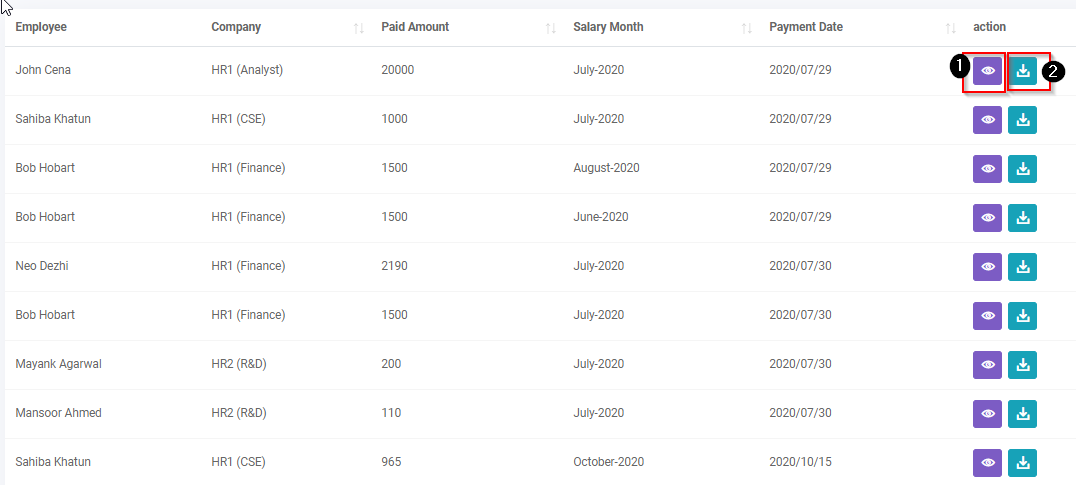 Employee Company Paid Amount Salary Month Payment Date action
John Cena HR1 (Analyst) 20000 July-2020 2020/07/29 1 2
Sahiba Khatun HR1 (CSE) 1000 July-2020 2020/07/29
Bob Hobart HR1 (Finance) 1500 August-2020 2020/07/29
Bob Hobart HR1 (Finance) 1500 June-2020 2020/07/29
Neo Dezhi HR1 (Finance) 2190 July-2020 2020/07/30
Bob Hobart HR1 (Finance) 1500 July-2020 2020/07/30
Mayank Agarwal HR2 (R&D) 200 July-2020 2020/07/30
Mansoor Ahmed HR2 (R&D) 110 July-2020 2020/07/30
Sahiba Khatun HR1 (CSE) 965 October-2020 2020/10/15